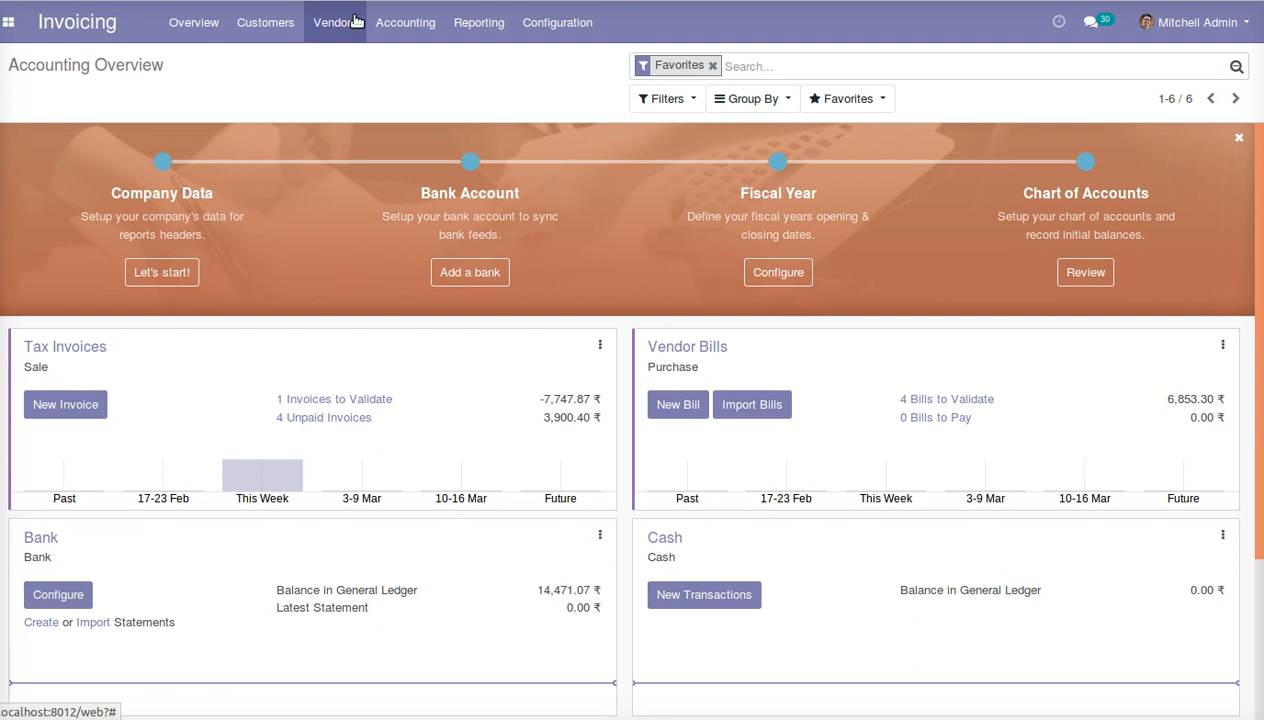 Invoicing Overview Customers Vendor Accounting Reporting Configuration 30 Mitchell Admin
Accounting Overview
Favorites Search...
Filters Group By Favorites 1-6 / 6
Company Data
Setup your company's data for
reports headers.
Let's start!
Bank Account
Setup your bank account to sync
bank feeds.
Add a bank
Fiscal Year
Define your fiscal years opening &
closing dates.
Configure
Chart of Accounts
Setup your chart of accounts and
record initial balances.
Review
Tax Invoices
Sale
New Invoice
1 Invoices to Validate -7,747.87 ₹
4 Unpaid Invoices 3,900.40 ₹
Past 17-23 Feb This Week 3-9 Mar 10-16 Mar Future
Vendor Bills
Purchase
New Bill Import Bills
4 Bills to Validate 6,853.30 ₹
0 Bills to Pay 0.00 ₹
Past 17-23 Feb This Week 3-9 Mar 10-16 Mar Future
Bank
Bank
Configure
Create or Import Statements
Balance in General Ledger 14,471.07 ₹
Latest Statement 0.00 ₹
Cash
Cash
New Transactions
Balance in General Ledger 0.00 ₹
ocalhost:8012/web?#